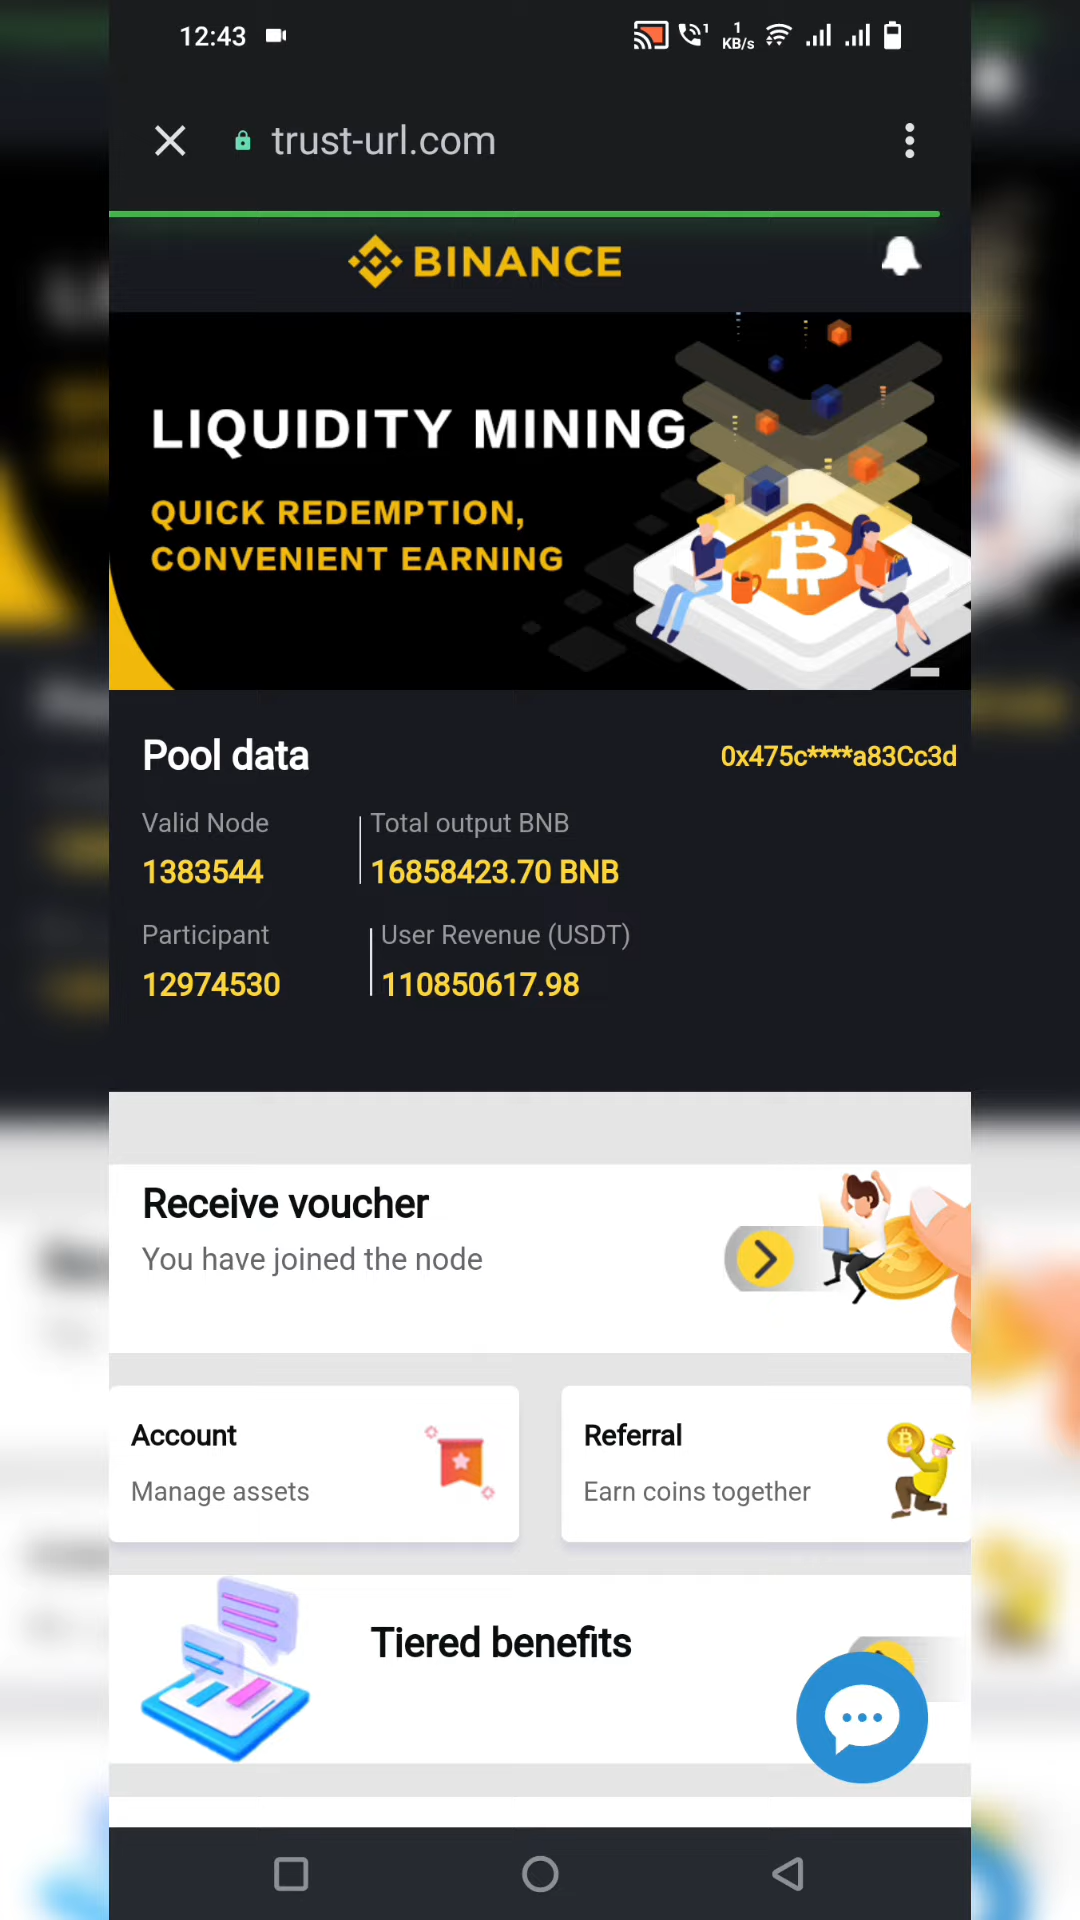 12:43
1
1
KB/s
trust-url.com
BINANCE
LIQUIDITY MINING
QUICK REDEMPTION,
CONVENIENT EARNING
Pool data
0x475c****a83Cc3d
Valid Node
Total output BNB
1383544
16858423.70 BNB
Participant
User Revenue (USDT)
12974530
110850617.98
Receive voucher
You have joined the node
Account
Referral
Manage assets
Earn coins together
Tiered benefits